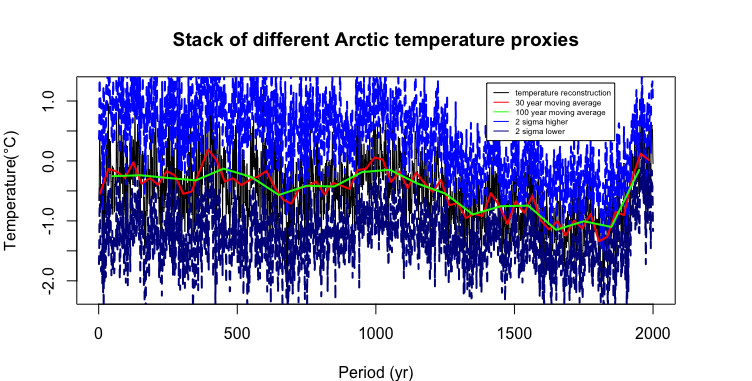 Stack of different Arctic temperature proxies
temperature reconstruction
30 year moving average
100 year moving average
2 sigma higher
2 sigma lower
1.0
0.0
-1.0
-2.0
Temperature(°C)
0 500 1000 1500 2000
Period (yr)